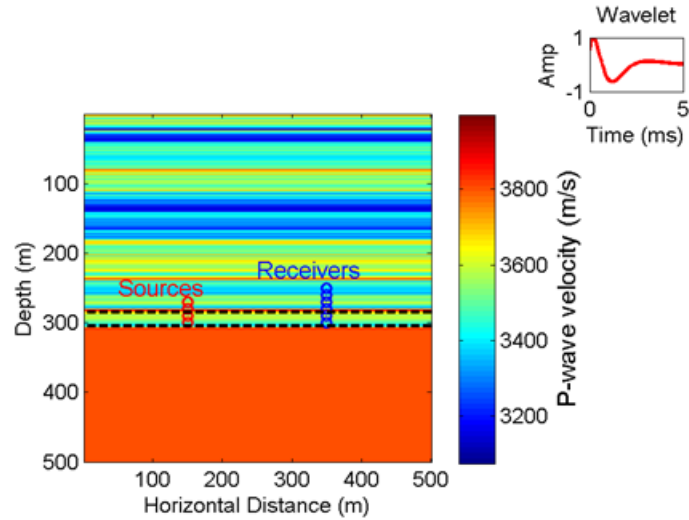 Wavelet
1
-1
Amp
0
5
Time (ms)
Sources
Receivers
100
200
300
400
500
Depth (m)
100
200
300
400
500
Horizontal Distance (m)
3800
3600
3400
3200
P-wave velocity (m/s)